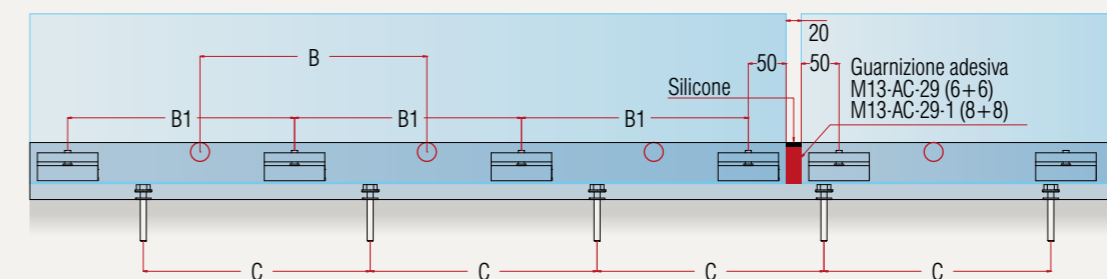 20
B
50
50
Guarnizione adesiva
M13-AC-29 (6+6)
M13-AC-29-1 (8+8)
Silicone
B1
B1
B1
C
C
C
C